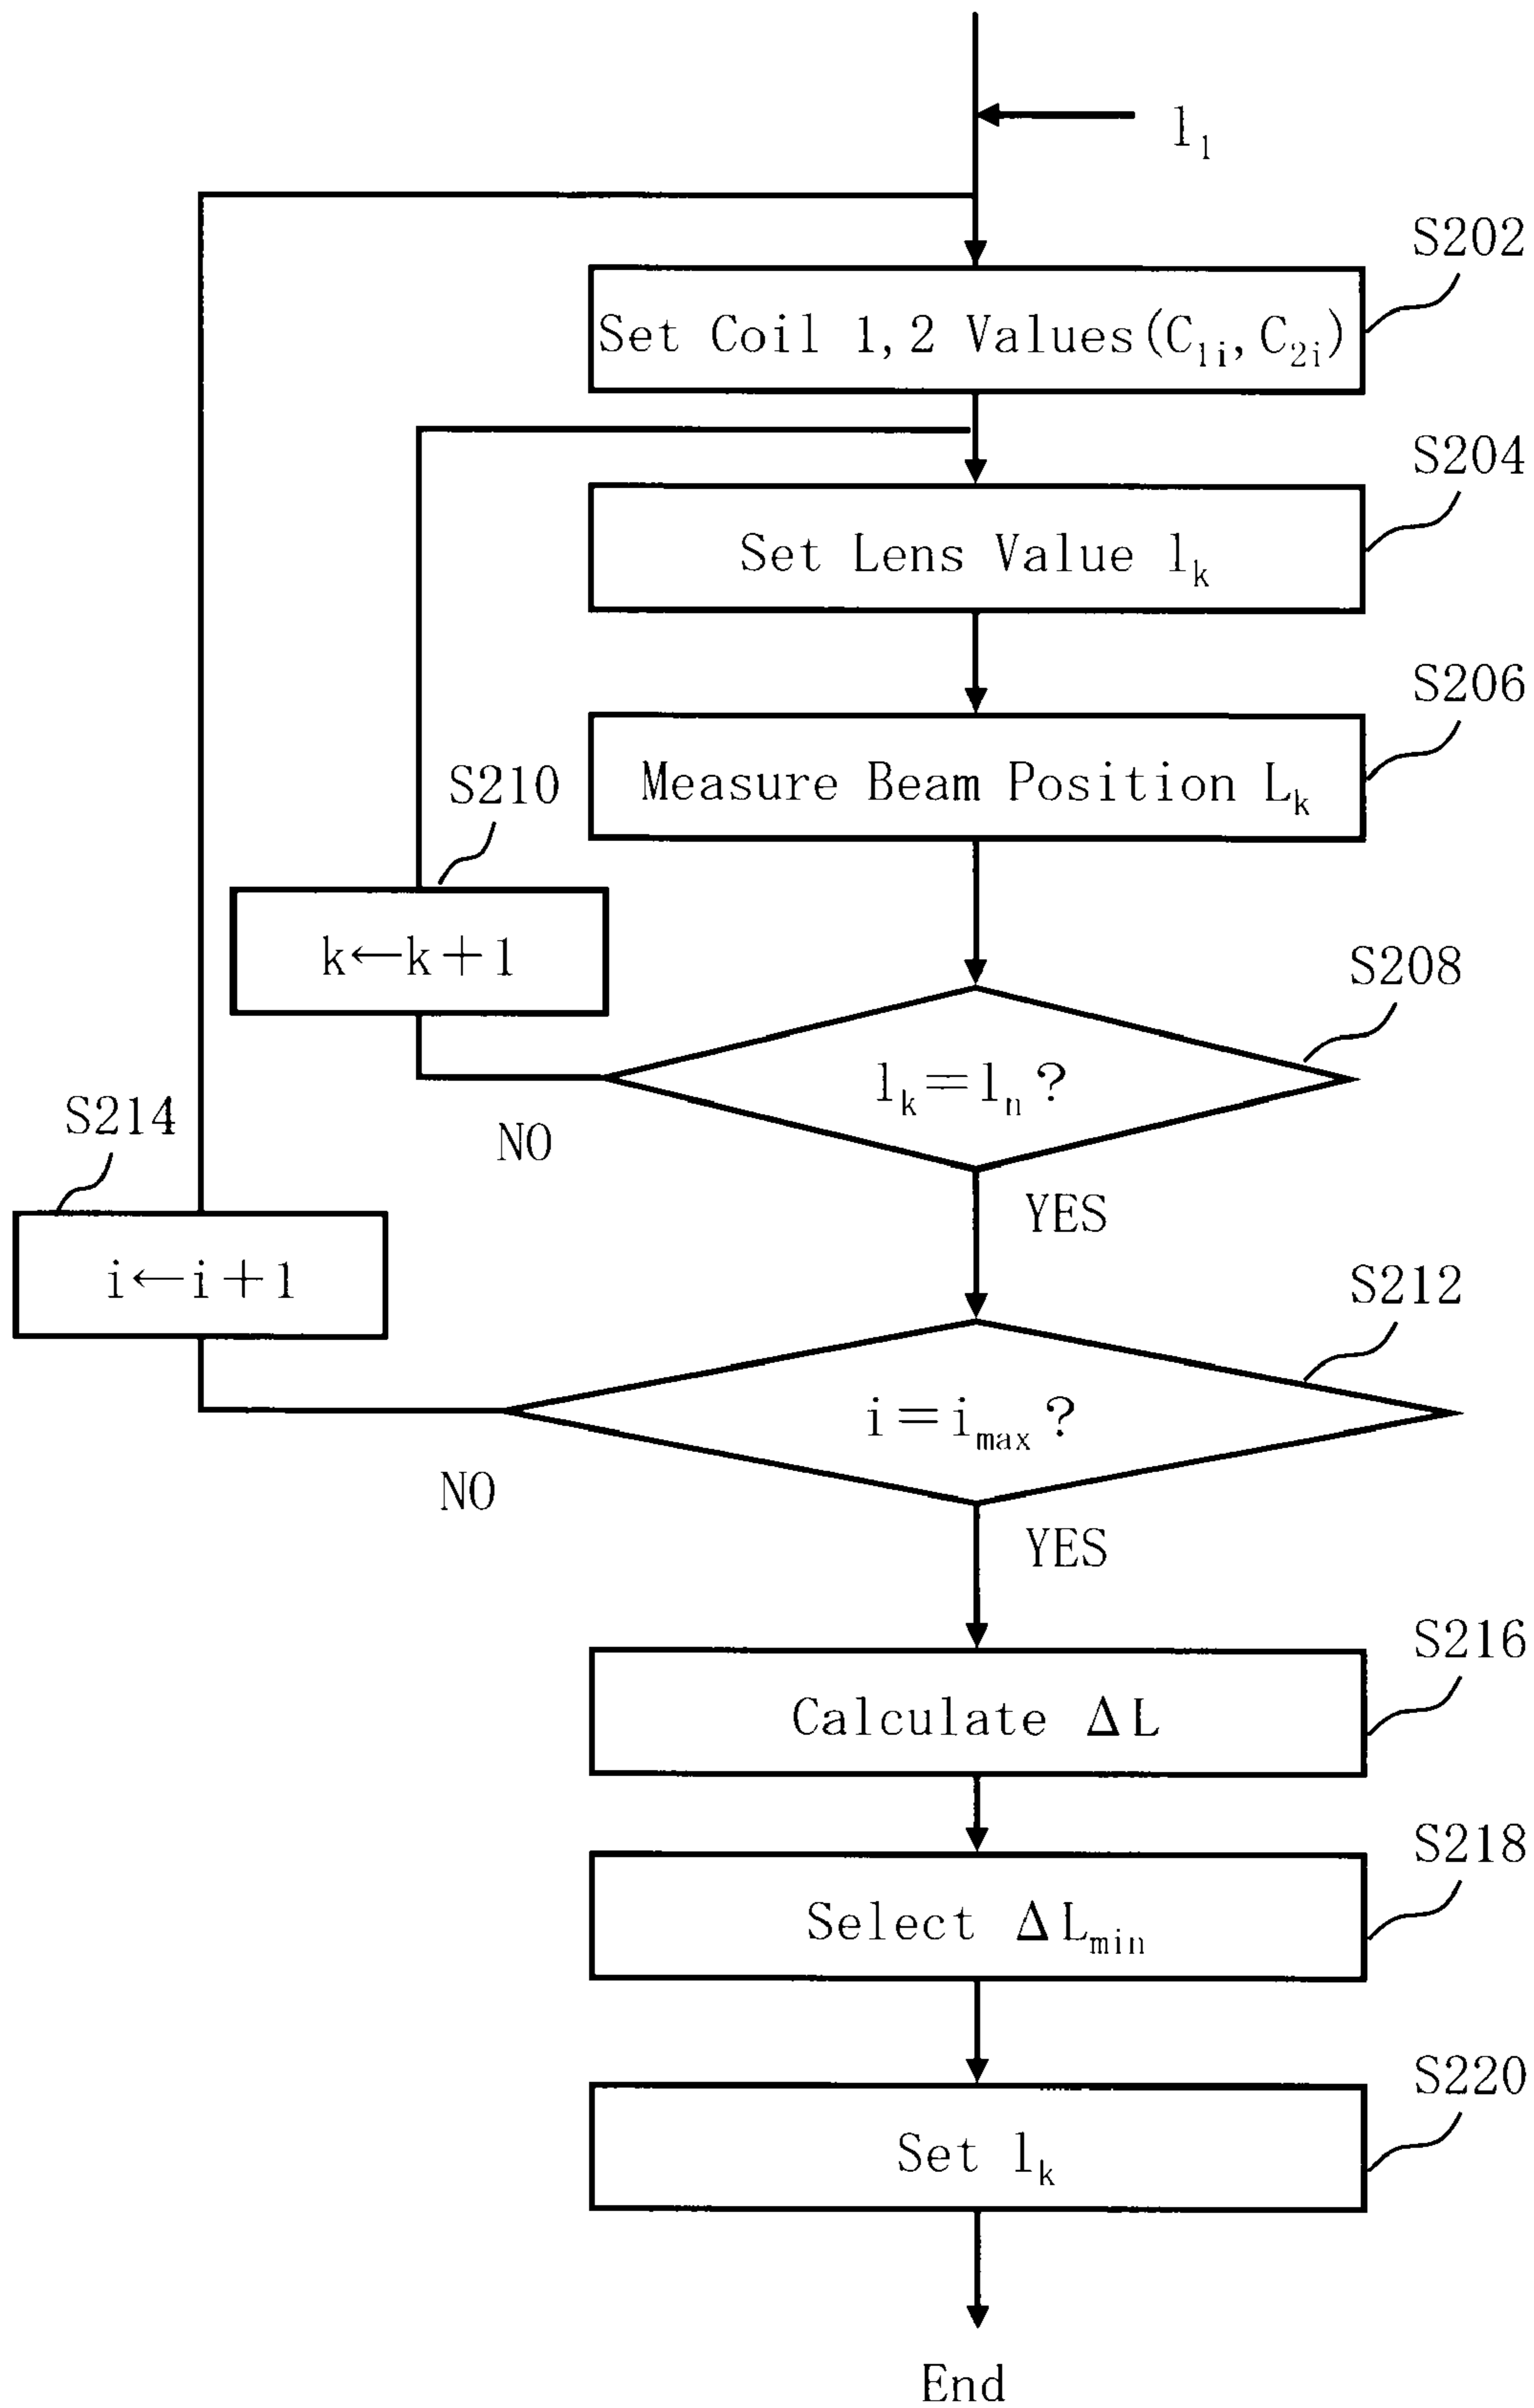 l₁
S202
Set Coil 1,2 Values(C₁ᵢ,C₂ᵢ)
S204
Set Lens Value lₖ
S206
Measure Beam Position Lₖ
S210
k←k+1
S208
lₖ=lₙ?
NO
S214
YES
i←i+1
S212
i=iₘₐₓ?
NO
YES
S216
Calculate ΔL
S218
Select ΔLₘᵢₙ
S220
Set lₖ
End